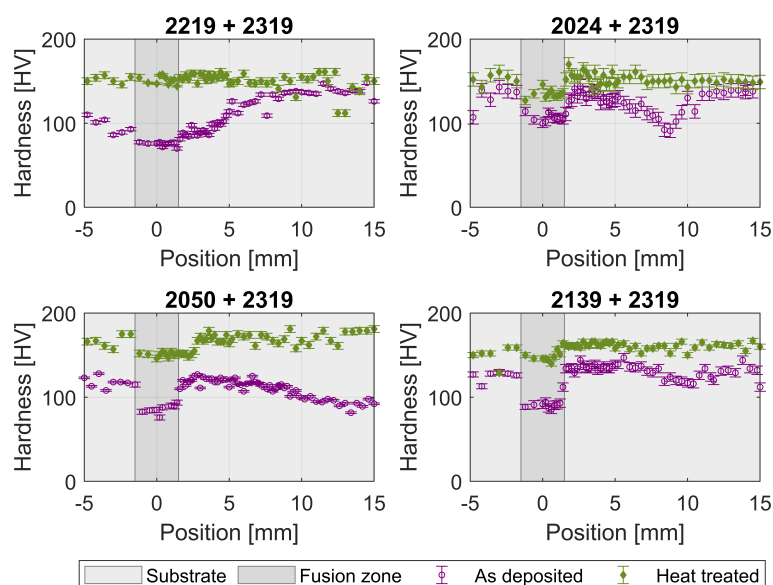 2219 + 2319
2024 + 2319
200
100
0
Hardness [HV]
-5 0 5 10 15
Position [mm]
200
100
0
Hardness [HV]
-5 0 5 10 15
Position [mm]
2050 + 2319
2139 + 2319
200
100
0
Hardness [HV]
-5 0 5 10 15
Position [mm]
200
100
0
Hardness [HV]
-5 0 5 10 15
Position [mm]
Substrate Fusion zone As deposited Heat treated